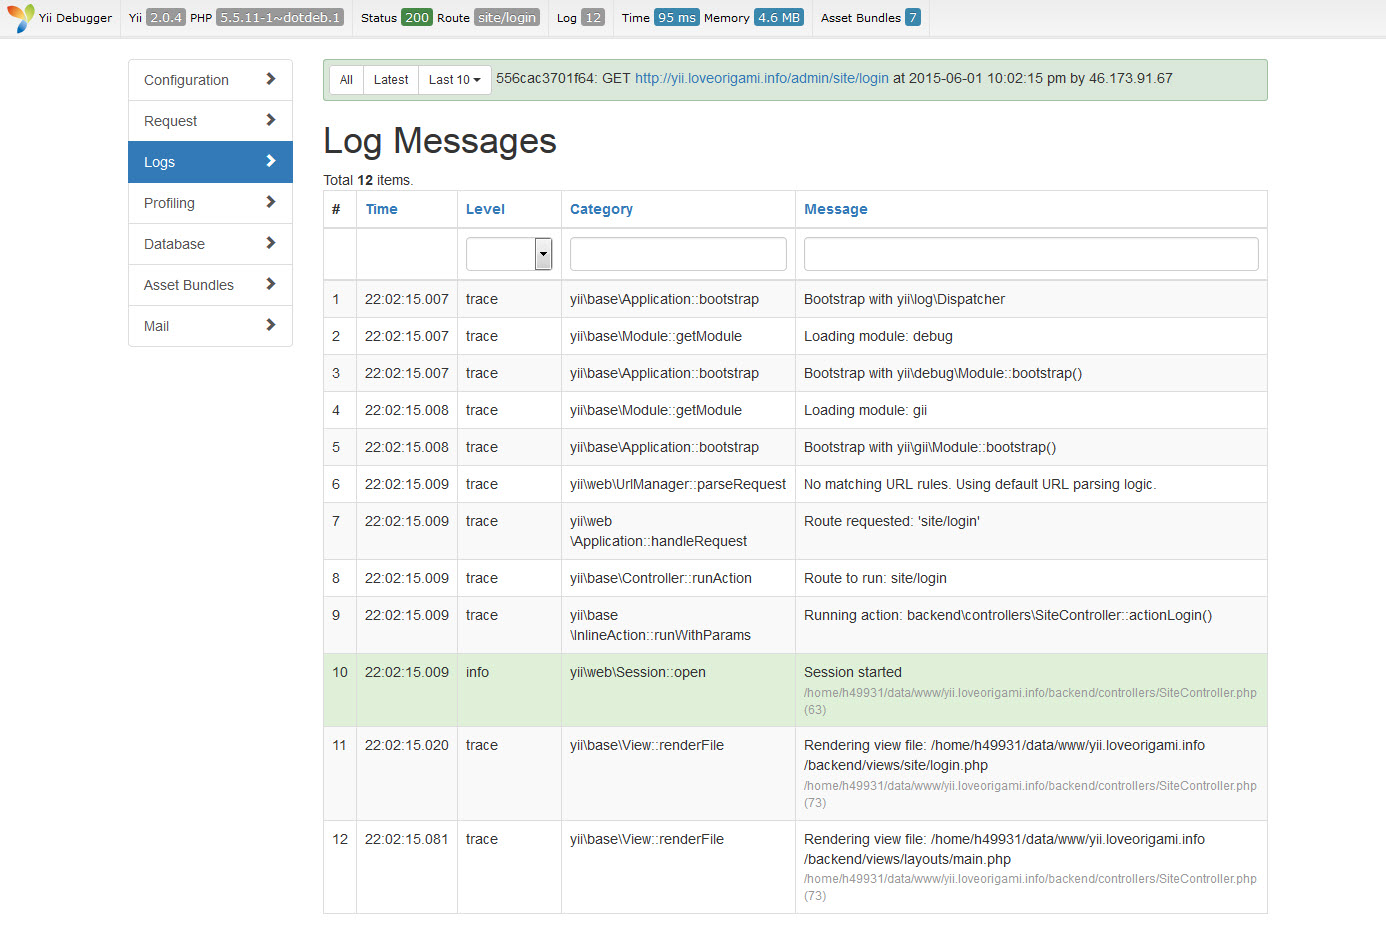 Yii Debugger Yii 2.0.4 PHP 5.5.11-1~dotdeb.1 Status 200 Route site/login Log 12 Time 95 ms Memory 4.6 MB Asset Bundles 7
Configuration
Request
Logs
Profiling
Database
Asset Bundles
Mail
All Latest Last 10 556cac3701f64: GET http://yii.loveorigami.info/admin/site/login at 2015-06-01 10:02:15 pm by 46.173.91.67
Log Messages
Total 12 items.
# Time Level Category Message
1 22:02:15.007 trace yii\base\Application::bootstrap Bootstrap with yii\log\Dispatcher
2 22:02:15.007 trace yii\base\Module::getModule Loading module: debug
3 22:02:15.007 trace yii\base\Application::bootstrap Bootstrap with yii\debug\Module::bootstrap()
4 22:02:15.008 trace yii\base\Module::getModule Loading module: gii
5 22:02:15.008 trace yii\base\Application::bootstrap Bootstrap with yii\gii\Module::bootstrap()
6 22:02:15.009 trace yii\web\UrlManager::parseRequest No matching URL rules. Using default URL parsing logic.
7 22:02:15.009 trace yii\web Route requested: 'site/login'
\Application::handleRequest
8 22:02:15.009 trace yii\base\Controller::runAction Route to run: site/login
9 22:02:15.009 trace yii\base Running action: backend\controllers\SiteController::actionLogin()
\InlineAction::runWithParams
10 22:02:15.009 info yii\web\Session::open Session started
/home/h49931/data/www/yii.loveorigami.info/backend/controllers/SiteController.php
(63)
11 22:02:15.020 trace yii\base\View::renderFile Rendering view file: /home/h49931/data/www/yii.loveorigami.info
/backend/views/site/login.php
/home/h49931/data/www/yii.loveorigami.info/backend/controllers/SiteController.php
(73)
12 22:02:15.081 trace yii\base\View::renderFile Rendering view file: /home/h49931/data/www/yii.loveorigami.info
/backend/views/layouts/main.php
/home/h49931/data/www/yii.loveorigami.info/backend/controllers/SiteController.php
(73)